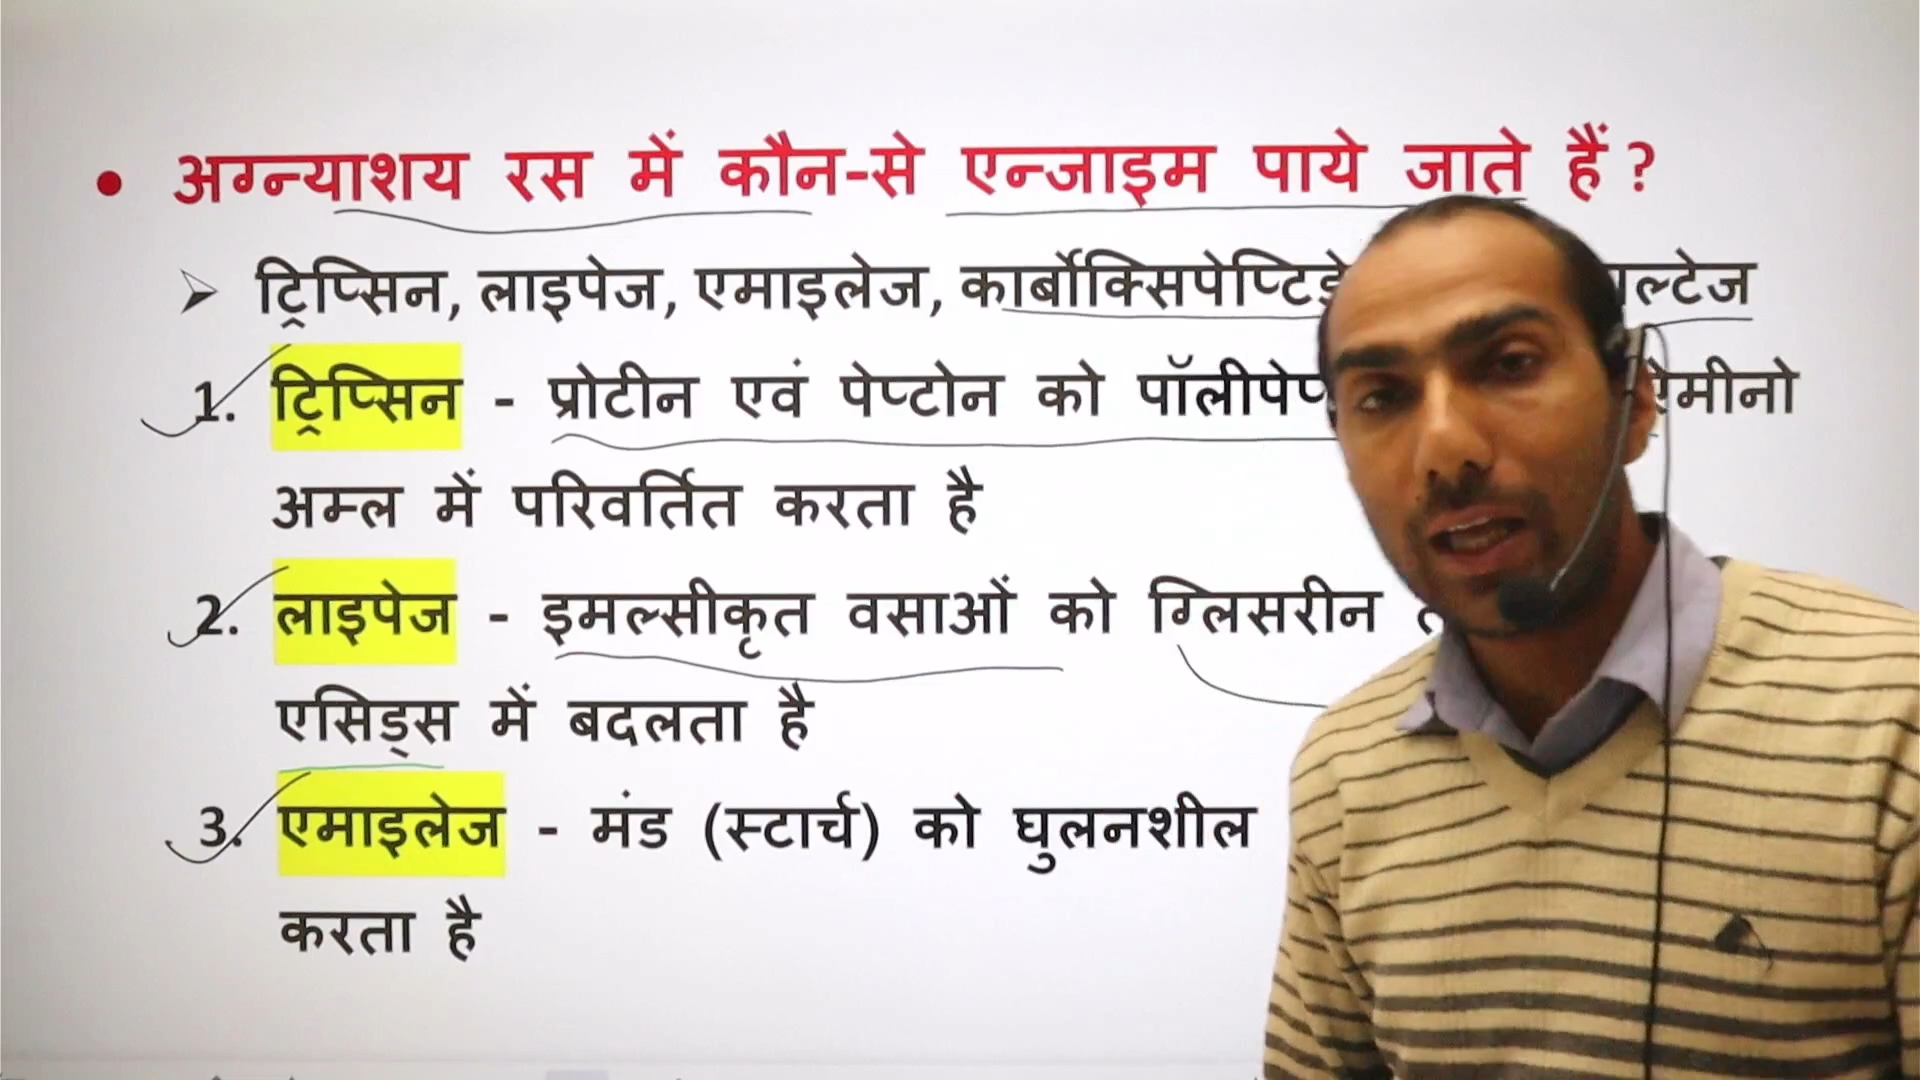 • अग्न्याशय रस में कौन-से एन्जाइम पाये जाते हैं ?
➢ ट्रिप्सिन, लाइपेज, एमाइलेज,
1. ट्रिप्सिन - प्रोटीन एवं पेप्टोन को
अम्ल में परिवर्तित करता है
2. लाइपेज - इमल्सीकृत वसाओं को ग्लिसरीन
एसिड्स में बदलता है
3. एमाइलेज - मंड (स्टार्च) को घुलनशील
करता है